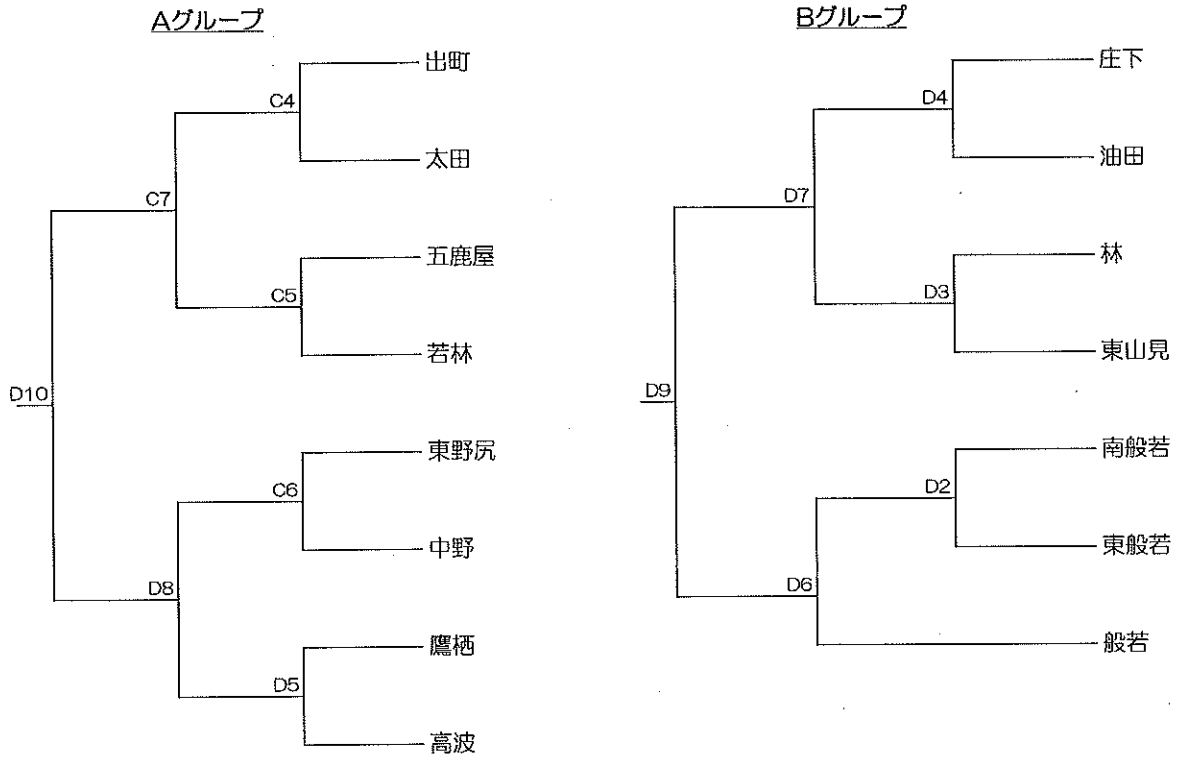 Aグループ
出町
C4
太田
C7
五鹿屋
C5
若林
D10
東野尻
C6
中野
D8
鷹栖
D5
高波
Bグループ
庄下
D4
油田
D7
林
D3
東山見
D9
南般若
D2
東般若
D6
般若